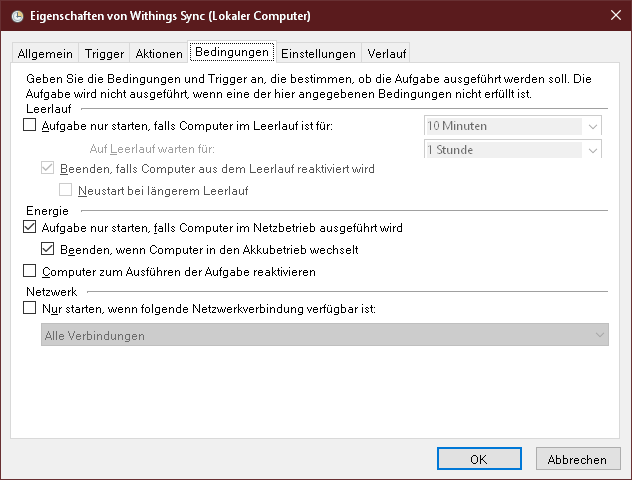 Eigenschaften von Withings Sync (Lokaler Computer)
Allgemein Trigger Aktionen Bedingungen Einstellungen Verlauf
Geben Sie die Bedingungen und Trigger an, die bestimmen, ob die Aufgabe ausgeführt werden soll. Die
Aufgabe wird nicht ausgeführt, wenn eine der hier angegebenen Bedingungen nicht erfüllt ist.
Leerlauf
Aufgabe nur starten, falls Computer im Leerlauf ist für: 10 Minuten
Auf Leerlauf warten für: 1 Stunde
Beenden, falls Computer aus dem Leerlauf reaktiviert wird
Neustart bei längerem Leerlauf
Energie
Aufgabe nur starten, falls Computer im Netzbetrieb ausgeführt wird
Beenden, wenn Computer in den Akkubetrieb wechselt
Computer zum Ausführen der Aufgabe reaktivieren
Netzwerk
Nur starten, wenn folgende Netzwerkverbindung verfügbar ist:
Alle Verbindungen
OK Abbrechen